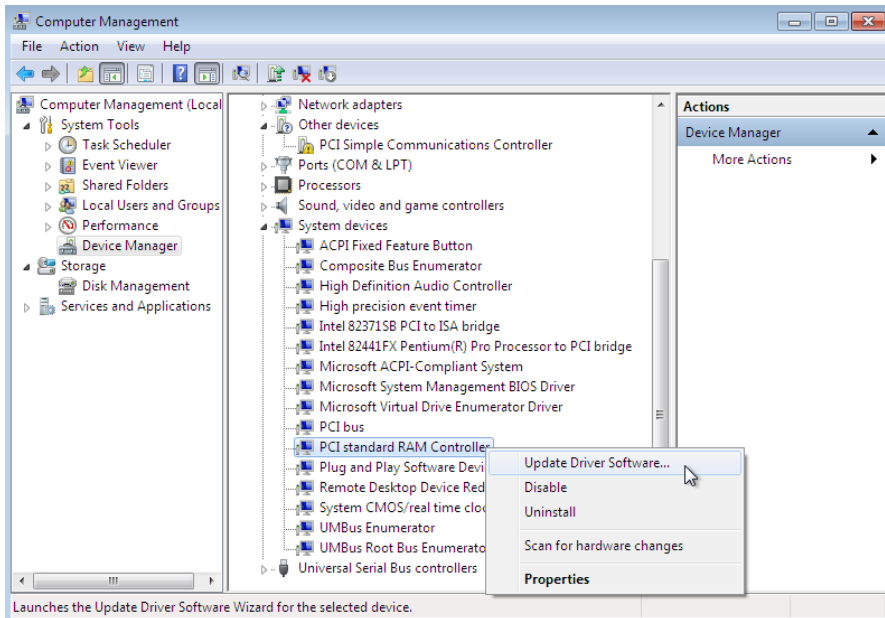 Computer Management
File Action View Help
Computer Management (Local
System Tools
Task Scheduler
Event Viewer
Shared Folders
Local Users and Groups
Performance
Device Manager
Storage
Disk Management
Services and Applications
Network adapters
Other devices
PCI Simple Communications Controller
Ports (COM & LPT)
Processors
Sound, video and game controllers
System devices
ACPI Fixed Feature Button
Composite Bus Enumerator
High Definition Audio Controller
High precision event timer
Intel 82371SB PCI to ISA bridge
Intel 82441FX Pentium(R) Pro Processor to PCI bridge
Microsoft ACPI-Compliant System
Microsoft System Management BIOS Driver
Microsoft Virtual Drive Enumerator Driver
PCI bus
PCI standard RAM Controller
Plug and Play Software Devi
Remote Desktop Device Red
System CMOS/real time cloc
UMBus Enumerator
UMBus Root Bus Enumerato
Universal Serial Bus controllers
Update Driver Software...
Disable
Uninstall
Scan for hardware changes
Properties
Actions
Device Manager
More Actions
Launches the Update Driver Software Wizard for the selected device.